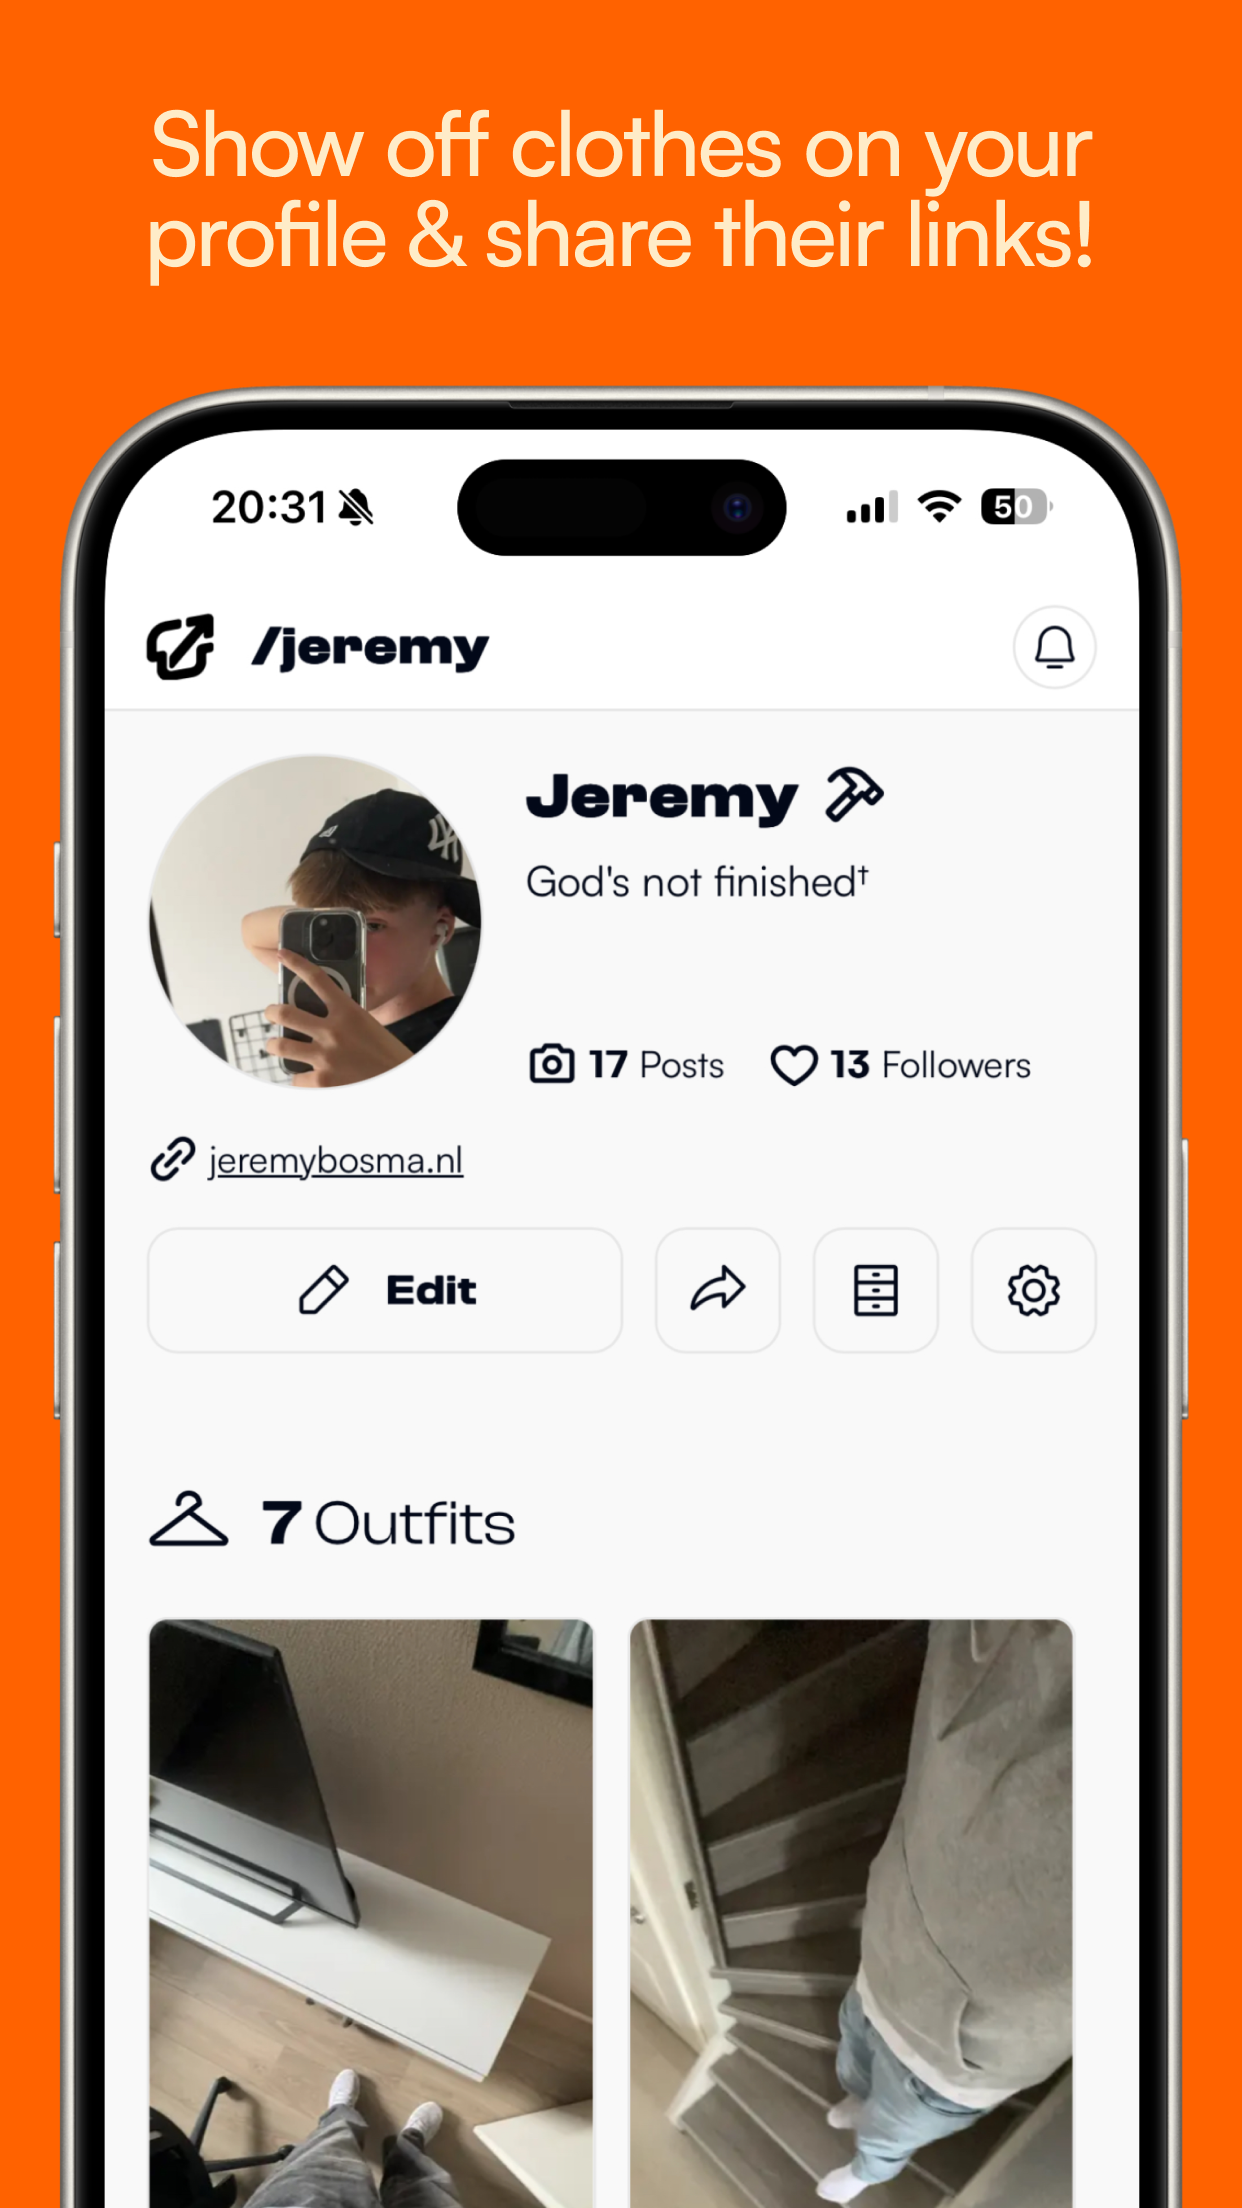 Show off clothes on your
profile & share their links!
20:31
50
/jeremy
Jeremy
God's not finished†
17 Posts
13 Followers
jeremybosma.nl
Edit
7 Outfits